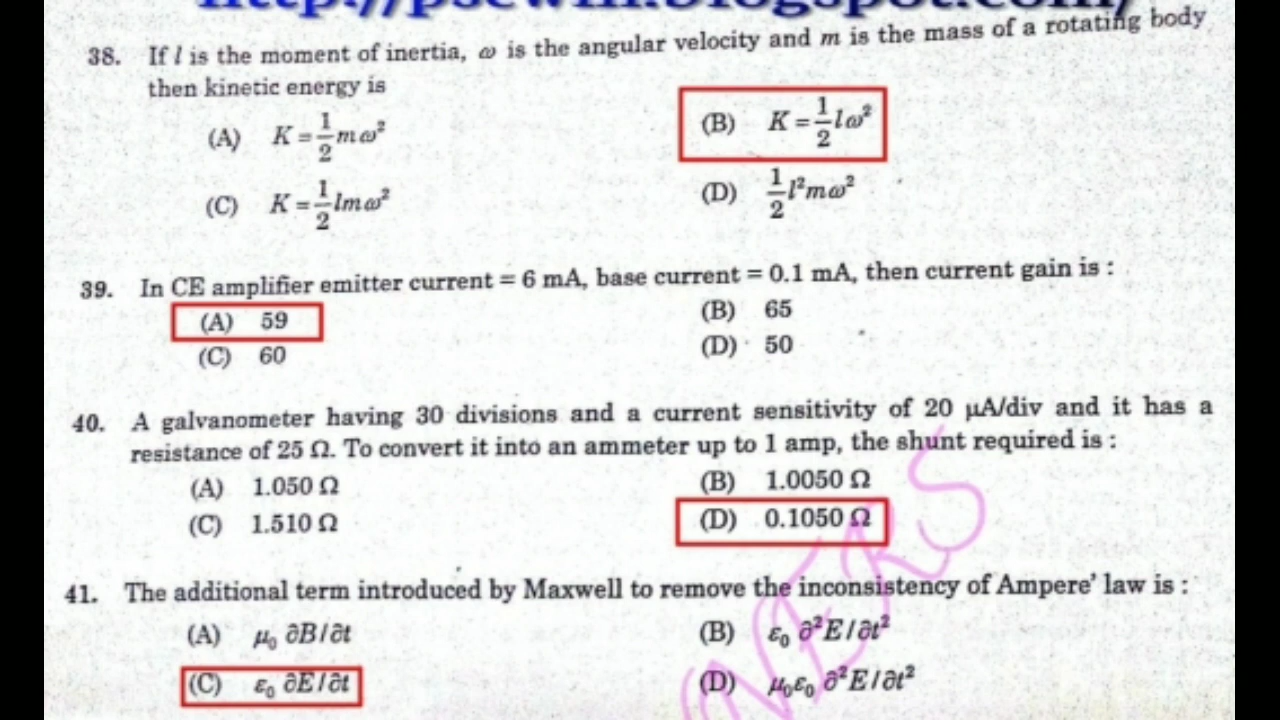 38. If l is the moment of inertia, ω is the angular velocity and m is the mass of a rotating body
then kinetic energy is
(A) K = 1/2 mω²
(B) K = 1/2 lω²
(C) K = 1/2 lmω²
(D) 1/2 l²mω²
39. In CE amplifier emitter current = 6 mA, base current = 0.1 mA, then current gain is :
(A) 59
(B) 65
(C) 60
(D) 50
40. A galvanometer having 30 divisions and a current sensitivity of 20 μA/div and it has a
resistance of 25 Ω. To convert it into an ammeter up to 1 amp, the shunt required is :
(A) 1.050 Ω
(B) 1.0050 Ω
(C) 1.510 Ω
(D) 0.1050 Ω
41. The additional term introduced by Maxwell to remove the inconsistency of Ampere' law is :
(A) μ₀ ∂B/∂t
(B) ε₀ ∂²E/∂t²
(C) ε₀ ∂E/∂t
(D) μ₀ε₀ ∂²E/∂t²